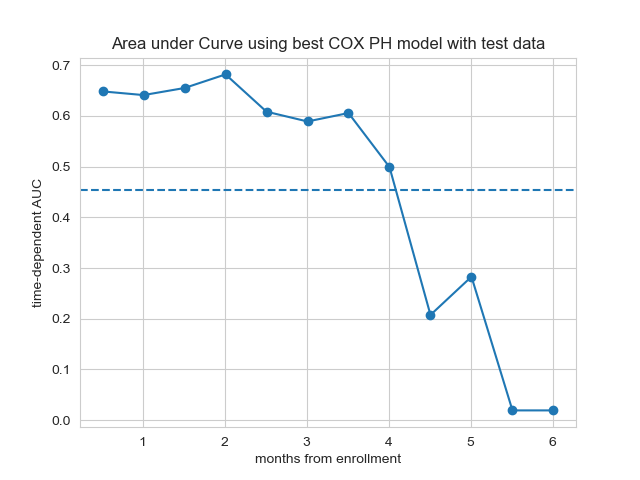 Area under Curve using best COX PH model with test data
time-dependent AUC
0.7
0.6
0.5
0.4
0.3
0.2
0.1
0.0
1 2 3 4 5 6
months from enrollment